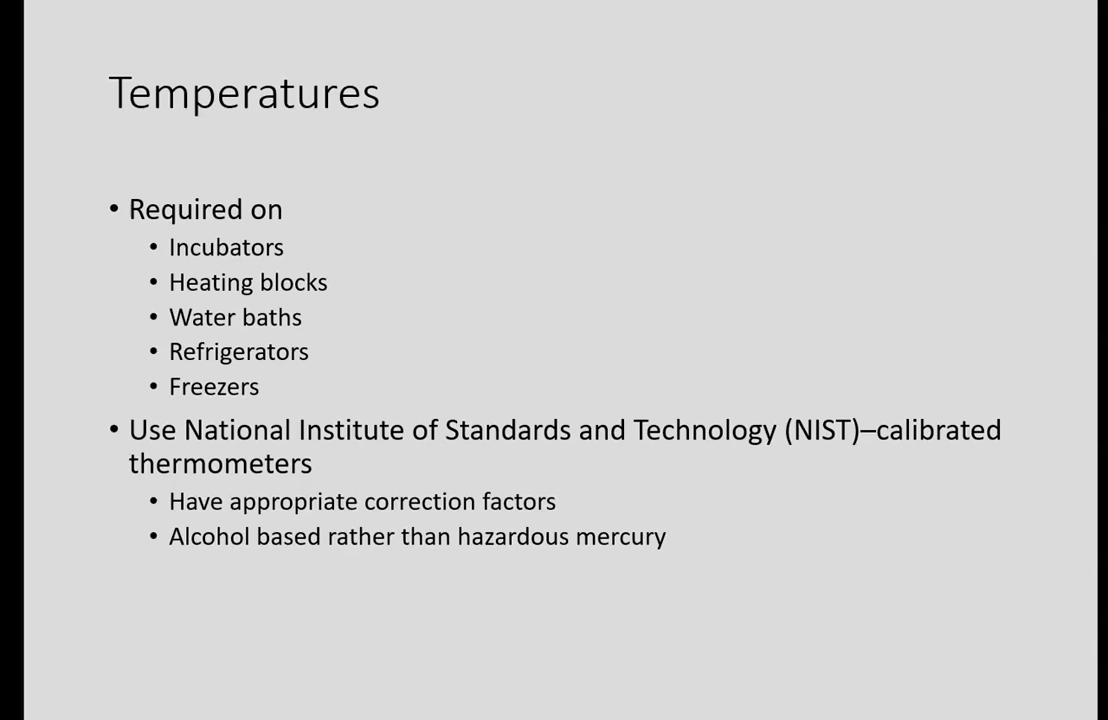 Temperatures
• Required on
• Incubators
• Heating blocks
• Water baths
• Refrigerators
• Freezers
• Use National Institute of Standards and Technology (NIST)–calibrated
thermometers
• Have appropriate correction factors
• Alcohol based rather than hazardous mercury